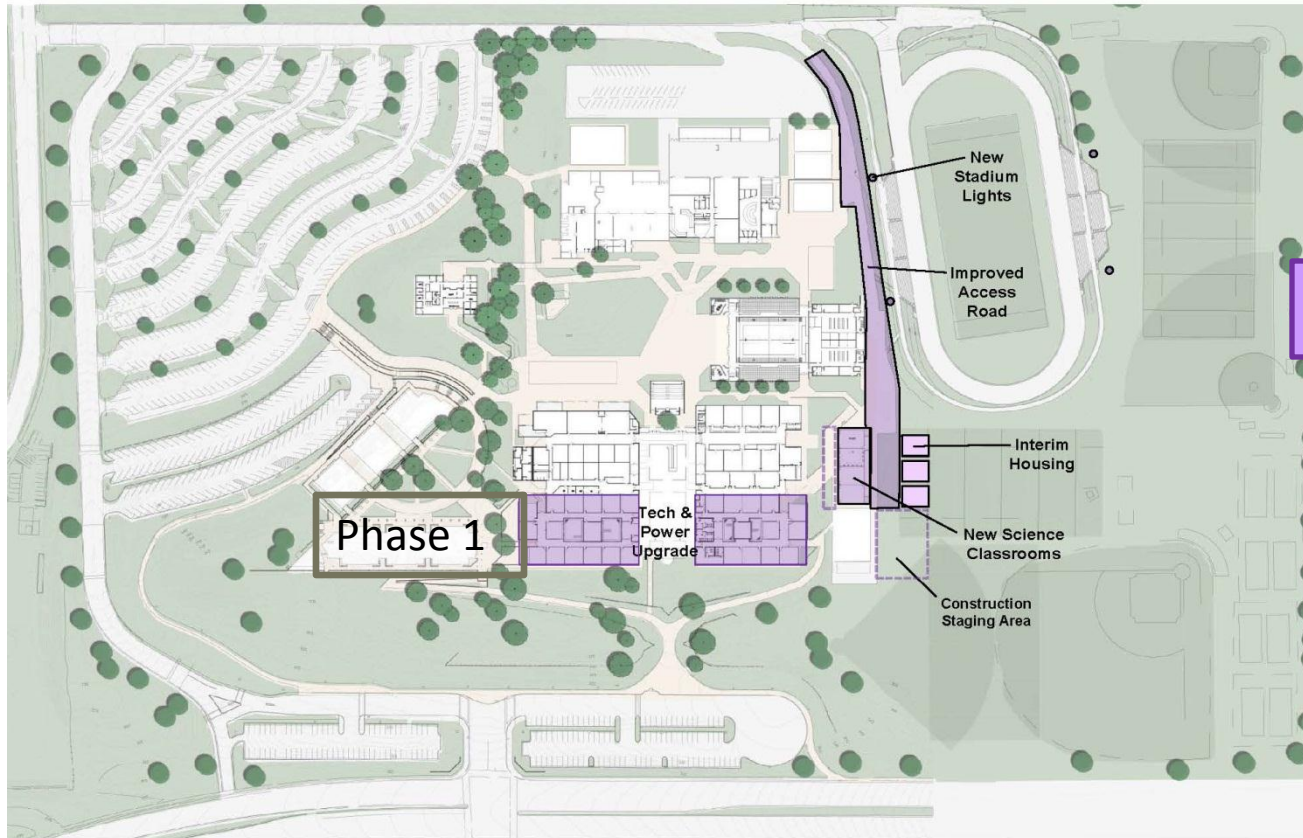 New
Stadium
Lights
Improved
Access
Road
Interim
Housing
Phase 1
Tech &
Power
Upgrade
New Science
Classrooms
Construction
Staging Area